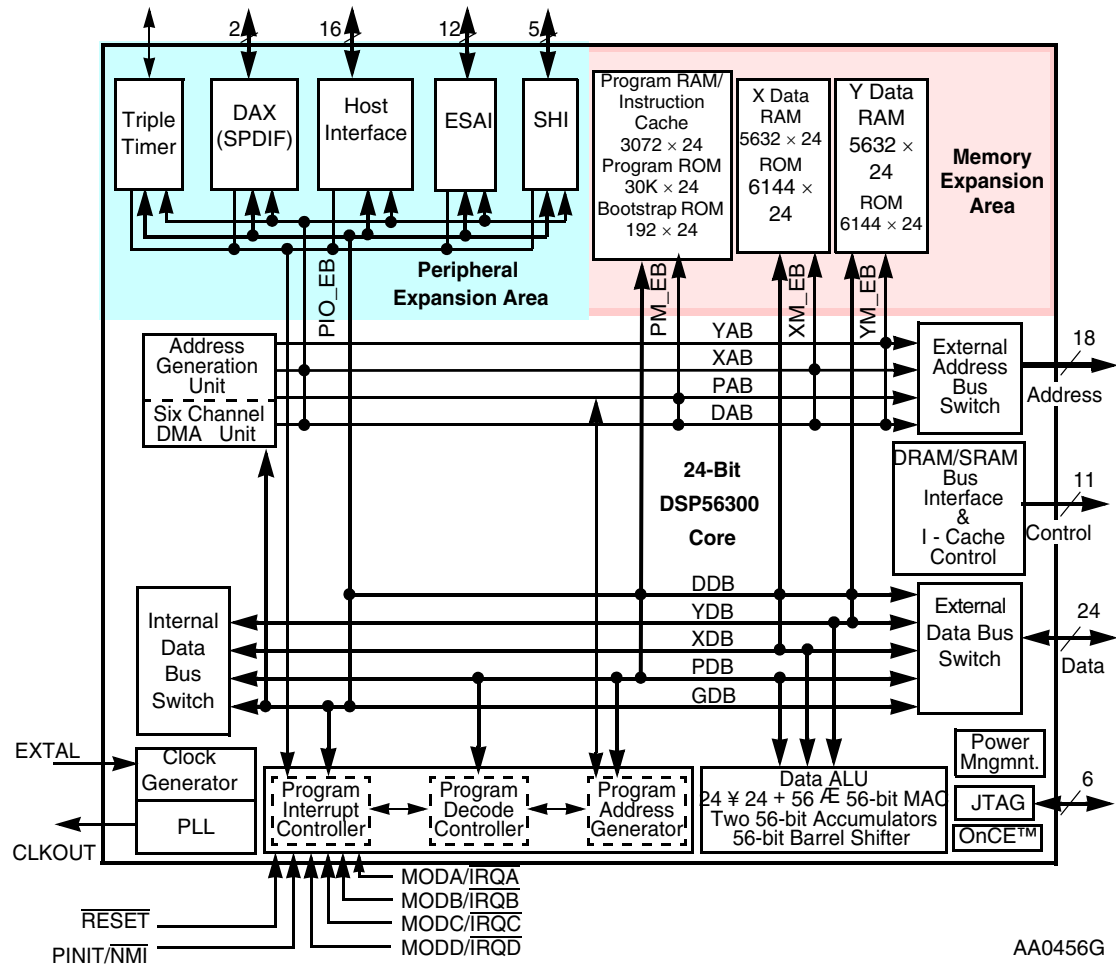 2
16
12
5
Triple
Timer
DAX
(SPDIF)
Host
Interface
ESAI
SHI
Program RAM/
Instruction
Cache
3072 × 24
Program ROM
30K × 24
Bootstrap ROM
192 × 24
X Data
RAM
5632 × 24
ROM
6144 ×
24
Y Data
RAM
5632 ×
24
ROM
6144 × 24
Memory
Expansion
Area
Peripheral
Expansion Area
PIO_EB
PM_EB
XM_EB
YM_EB
Address
Generation
Unit
Six Channel
DMA Unit
YAB
XAB
PAB
DAB
External
Address
Bus
Switch
18
Address
24-Bit
DSP56300
Core
DRAM/SRAM
Bus
Interface
&
I - Cache
Control
11
Control
Internal
Data
Bus
Switch
DDB
YDB
XDB
PDB
GDB
External
Data Bus
Switch
24
Data
EXTAL
Clock
Generator
PLL
CLKOUT
Program
Interrupt
Controller
Program
Decode
Controller
Program
Address
Generator
Data ALU
24 ¥ 24 + 56 Æ 56-bit MAC
Two 56-bit Accumulators
56-bit Barrel Shifter
Power
Mngmnt.
JTAG
6
OnCE™
MODA/IRQA
MODB/IRQB
MODC/IRQC
MODD/IRQD
RESET
PINIT/NMI
AA0456G